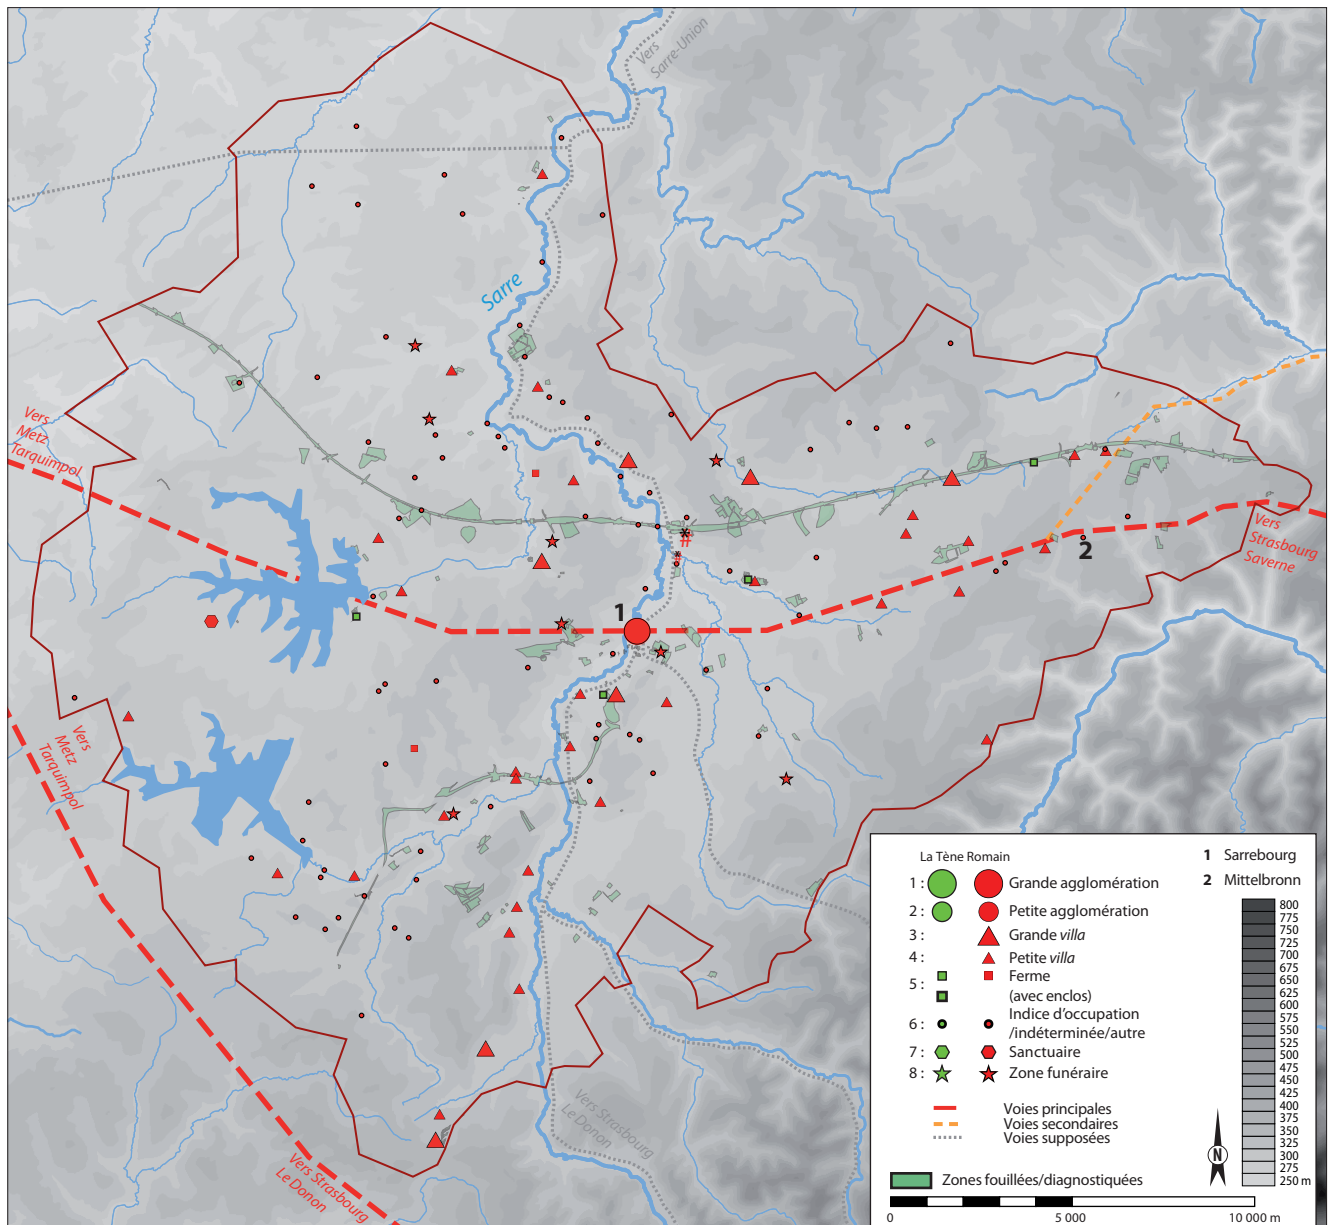 Vers
Sarre-Union
Sarre
Vers
Metz
Tarquimpol
Vers
Strasbourg
Saverne
2
1
#
#
Vers
Metz
Tarquimpol
Vers Strasbourg
Le Donon
Vers Strasbourg
Le Donon
La Tène Romain
1 : Grande agglomération
2 : Petite agglomération
3 : Grande villa
4 : Petite villa
5 : Ferme
(avec enclos)
6 : Indice d'occupation
/indéterminée/autre
7 : Sanctuaire
8 : Zone funéraire
Voies principales
Voies secondaires
Voies supposées
Zones fouillées/diagnostiquées
0 5 000 10 000 m
1 Sarrebourg
2 Mittelbronn
800
775
750
725
700
675
650
625
600
575
550
525
500
475
450
425
400
375
350
325
300
275
250 m
N